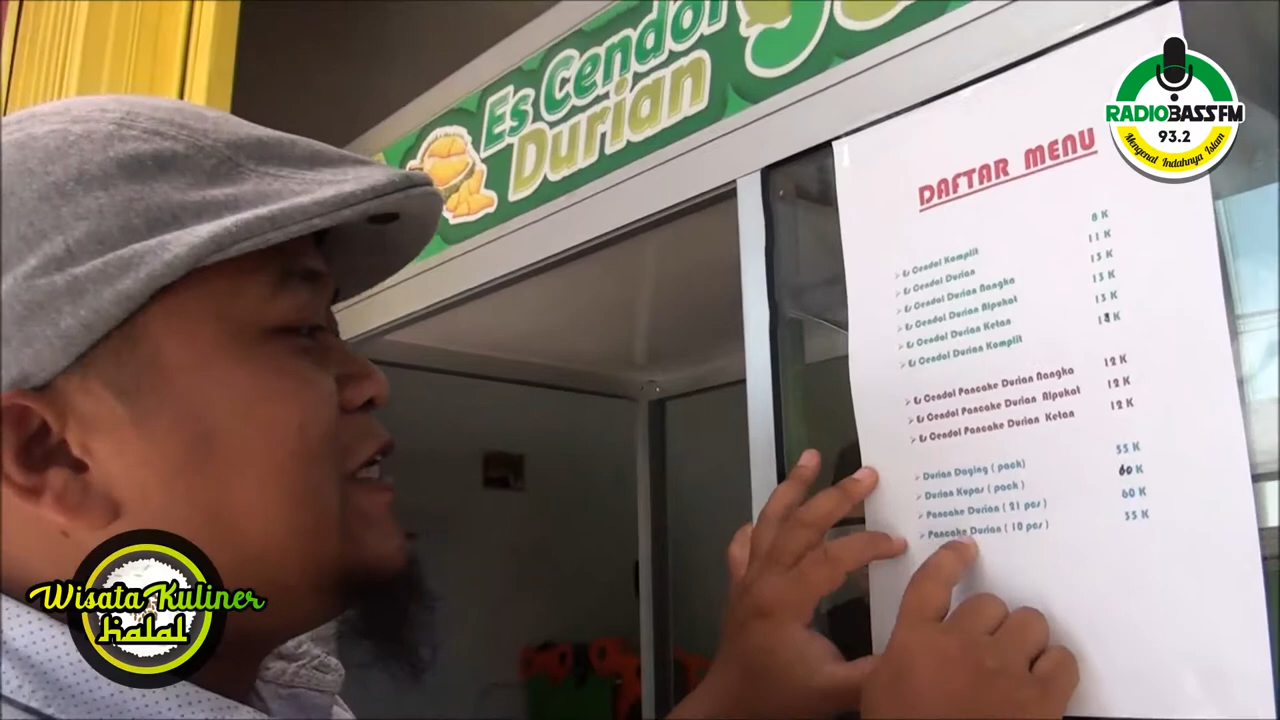 Es Cendol
Durian
RADIOBASSFM
93.2
Mengenal Indahnya Islam
DAFTAR MENU
Es Cendol Komplit 8 K
Es Cendol Durian 11 K
Es Cendol Durian Nangka 13 K
Es Cendol Durian Alpukat 13 K
Es Cendol Durian Ketan 13 K
Es Cendol Durian Komplit
Es Cendol Pancake Durian Nangka 12 K
Es Cendol Pancake Durian Alpukat 12 K
Es Cendol Pancake Durian Ketan 12 K
Durian Daging ( pack) 55 K
Durian Kupas ( pack ) 60 K
Pancake Durian ( 21 pcs ) 60 K
Pancake Durian ( 10 pcs ) 35 K
Wisata Kuliner
Halal